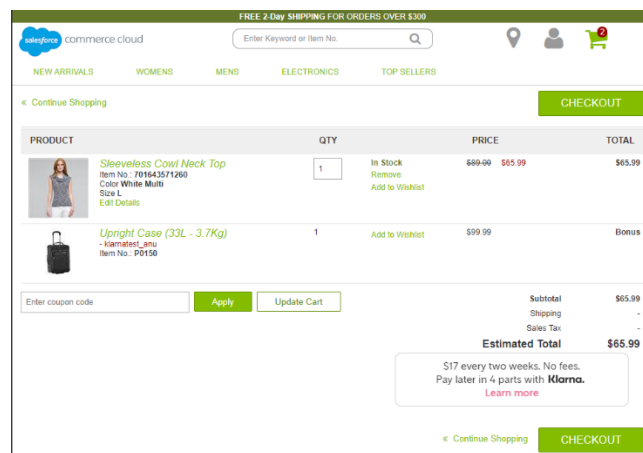 FREE 2-Day SHIPPING FOR ORDERS OVER $300
salesforce commerce cloud
Enter Keyword or Item No.
2
NEW ARRIVALS WOMENS MENS ELECTRONICS TOP SELLERS
« Continue Shopping
CHECKOUT
PRODUCT QTY PRICE TOTAL
Sleeveless Cowl Neck Top
Item No.: 701643571260
Color White Multi
Size L
Edit Details
1
In Stock
Remove
Add to Wishlist
$89.00 $65.99
$65.99
Upright Case (33L - 3.7Kg)
- klarnatest_anu
Item No.: P0150
1
Add to Wishlist
$99.99
Bonus
Enter coupon code
Apply
Update Cart
Subtotal $65.99
Shipping -
Sales Tax -
Estimated Total $65.99
$17 every two weeks. No fees.
Pay later in 4 parts with Klarna.
Learn more
« Continue Shopping
CHECKOUT